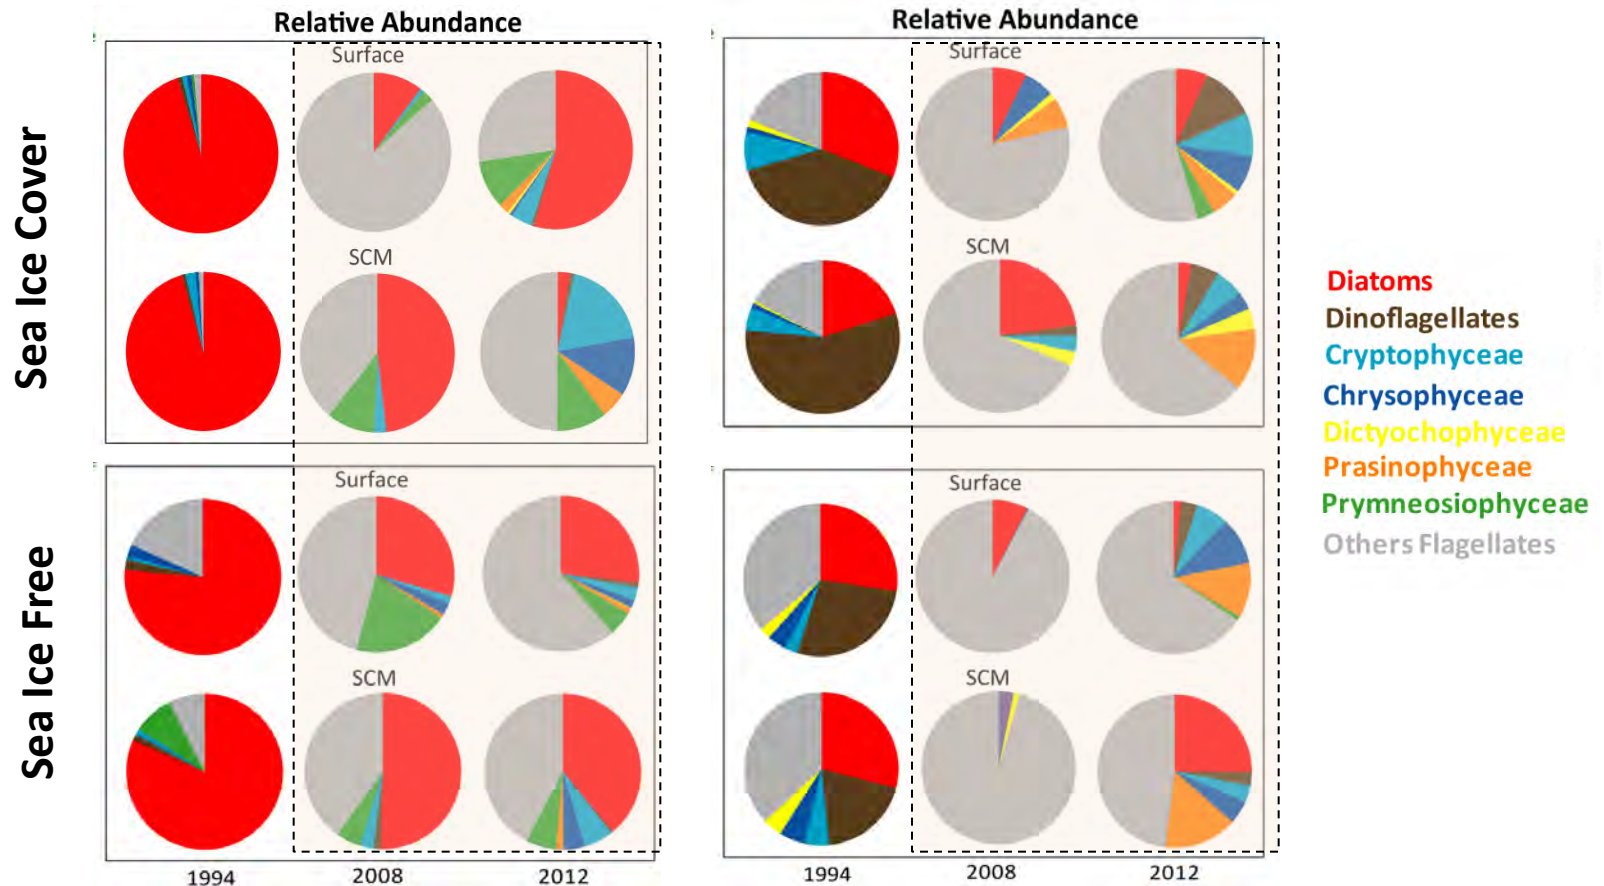 Relative Abundance
Relative Abundance
Surface
Surface
SCM
SCM
Sea Ice Cover
Surface
Surface
SCM
SCM
Sea Ice Free
1994
2008
2012
1994
2008
2012
Diatoms
Dinoflagellates
Cryptophyceae
Chrysophyceae
Dictyochophyceae
Prasinophyceae
Prymneosiophyceae
Others Flagellates